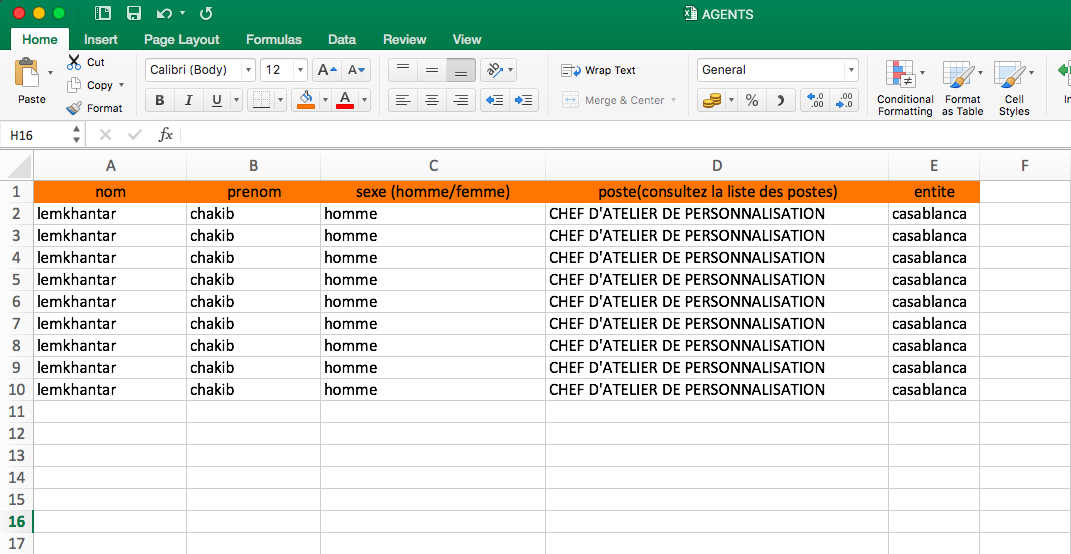 AGENTS
Home Insert Page Layout Formulas Data Review View
Paste
Cut
Copy
Format
Calibri (Body) 12 A A
B I U A
Wrap Text
Merge & Center
General
% .0 .00 .00 .0
Conditional Formatting
Format as Table
Cell Styles
H16 fx
A B C D E F
1 nom prenom sexe (homme/femme) poste(consultez la liste des postes) entite
2 lemkhantar chakib homme CHEF D'ATELIER DE PERSONNALISATION casablanca
3 lemkhantar chakib homme CHEF D'ATELIER DE PERSONNALISATION casablanca
4 lemkhantar chakib homme CHEF D'ATELIER DE PERSONNALISATION casablanca
5 lemkhantar chakib homme CHEF D'ATELIER DE PERSONNALISATION casablanca
6 lemkhantar chakib homme CHEF D'ATELIER DE PERSONNALISATION casablanca
7 lemkhantar chakib homme CHEF D'ATELIER DE PERSONNALISATION casablanca
8 lemkhantar chakib homme CHEF D'ATELIER DE PERSONNALISATION casablanca
9 lemkhantar chakib homme CHEF D'ATELIER DE PERSONNALISATION casablanca
10 lemkhantar chakib homme CHEF D'ATELIER DE PERSONNALISATION casablanca
11
12
13
14
15
16
17